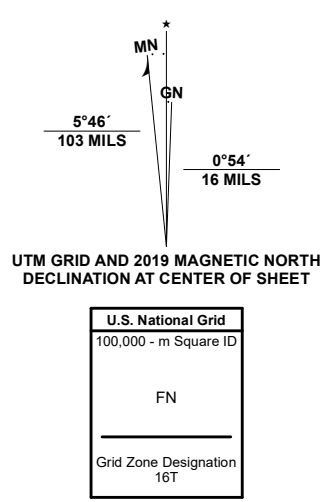 MN
GN
5°46´
103 MILS
0°54´
16 MILS
UTM GRID AND 2019 MAGNETIC NORTH
DECLINATION AT CENTER OF SHEET
U.S. National Grid
100,000 - m Square ID
FN
Grid Zone Designation
16T